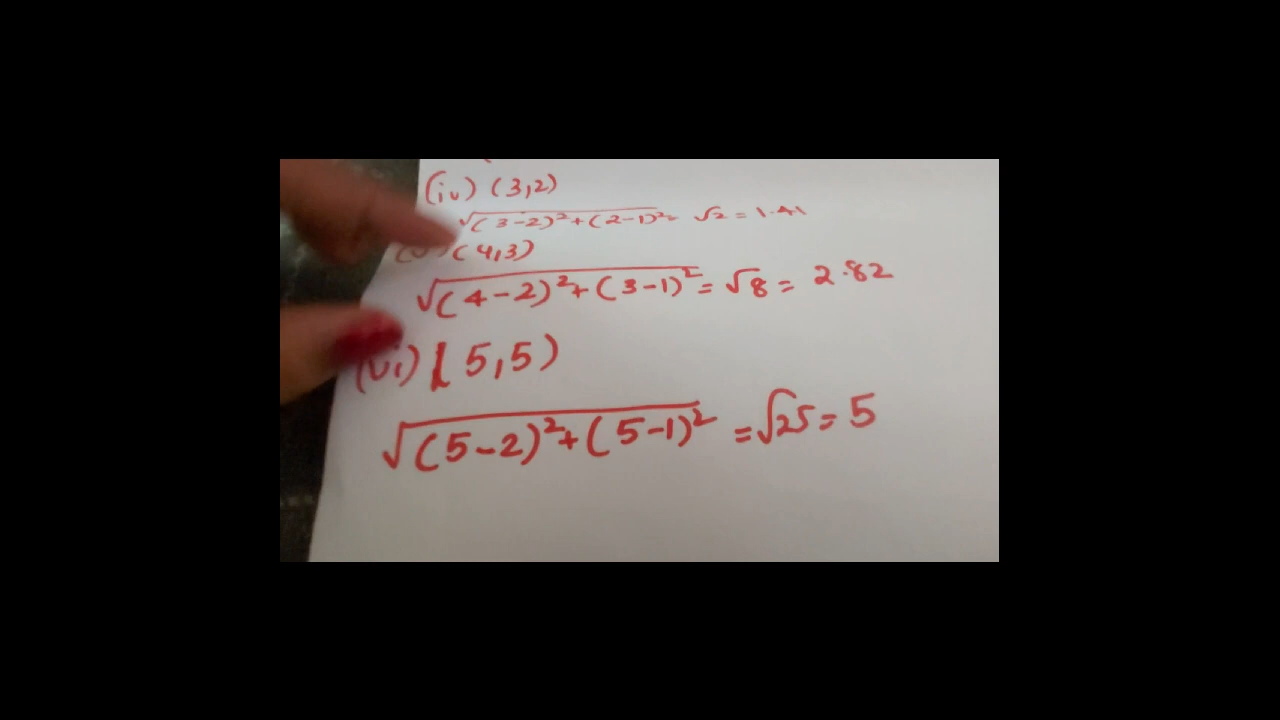 (iv) (3,2)
√(3-2)²+(2-1)² = √2 = 1.41
(4,3)
√(4-2)²+(3-1)² = √8 = 2.82
(vi) (5,5)
√(5-2)²+(5-1)² = √25 = 5